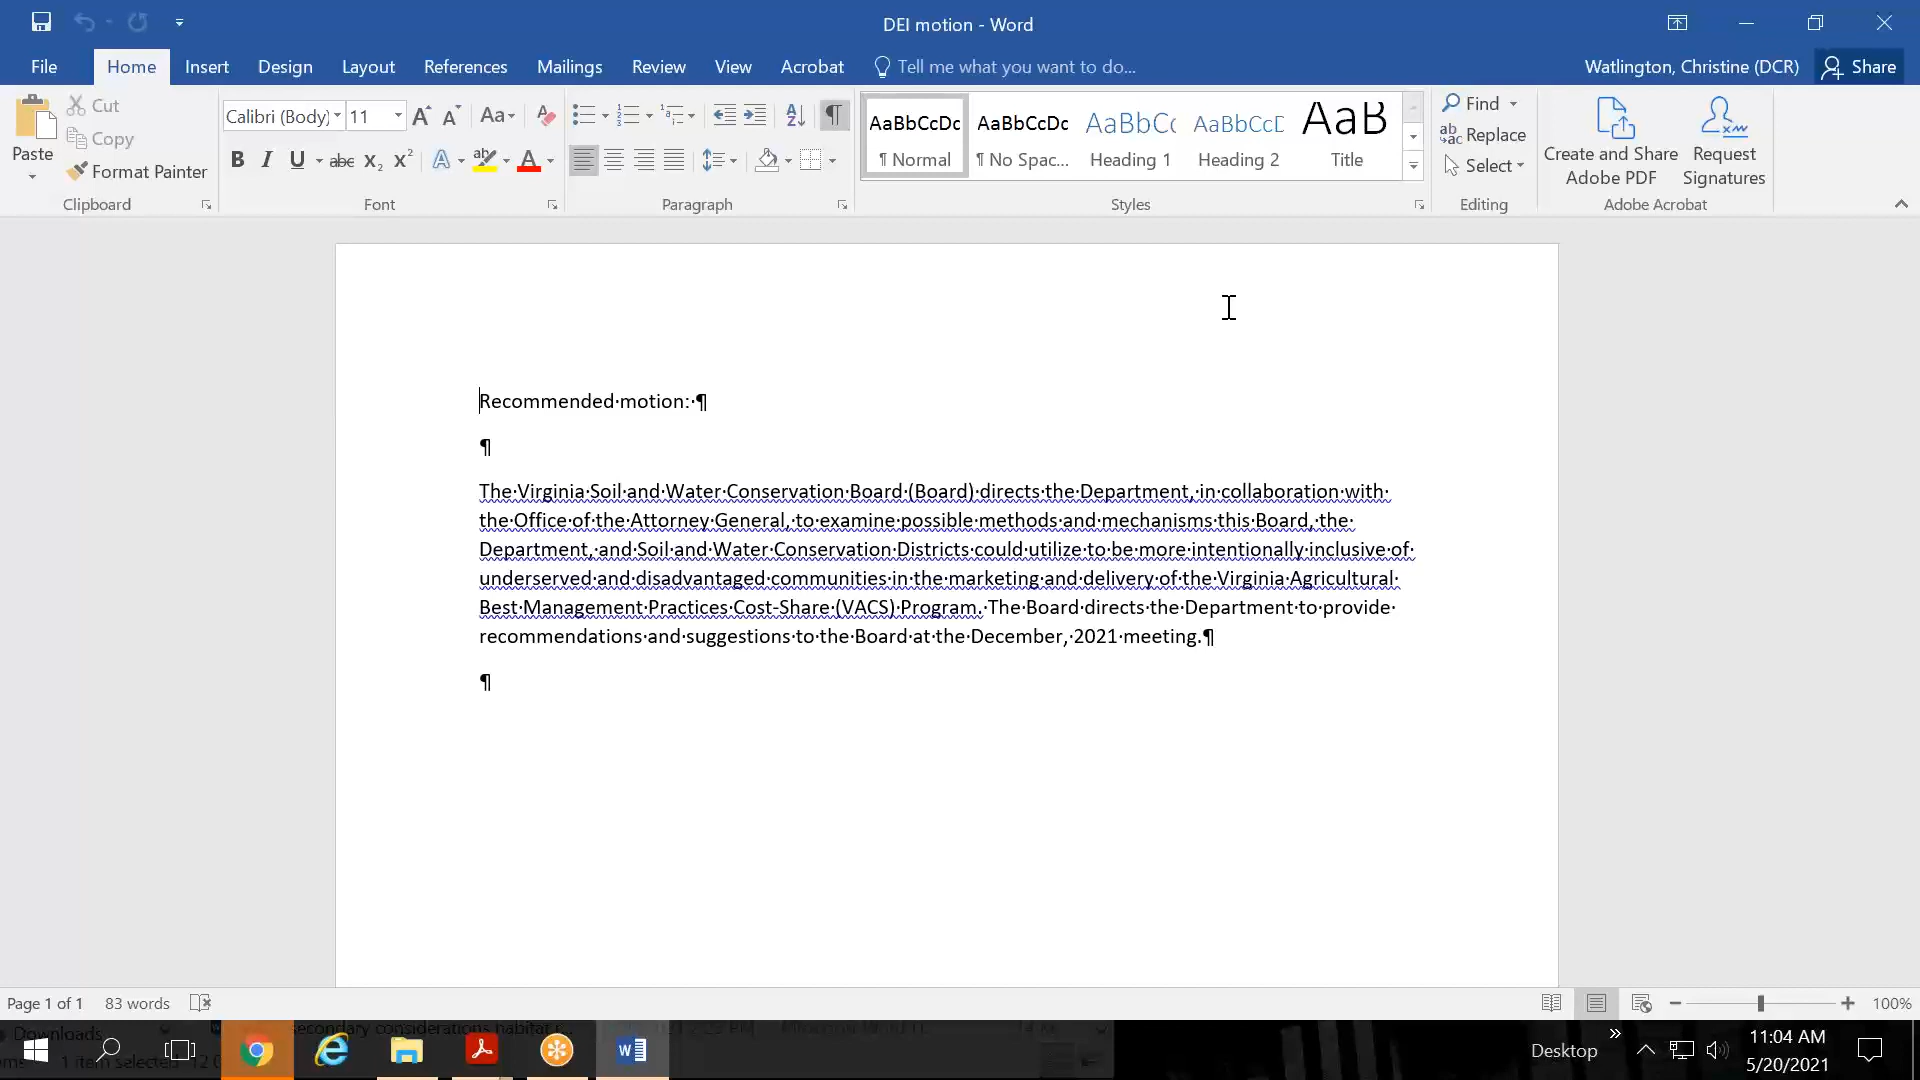 DEI motion - Word
File Home Insert Design Layout References Mailings Review View Acrobat Tell me what you want to do... Watlington, Christine (DCR) Share
Paste
Cut
Copy
Format Painter
Clipboard
Calibri (Body) 11
Font
Paragraph
AaBbCcDc AaBbCcDc AaBbCc AaBbCcD AaB
¶ Normal ¶ No Spac... Heading 1 Heading 2 Title
Styles
Find
Replace
Select
Editing
Create and Share
Adobe PDF
Request
Signatures
Adobe Acrobat
Recommended motion: ¶
¶
The Virginia Soil and Water Conservation Board (Board) directs the Department, in collaboration with
the Office of the Attorney General, to examine possible methods and mechanisms this Board, the
Department, and Soil and Water Conservation Districts could utilize to be more intentionally inclusive of
underserved and disadvantaged communities in the marketing and delivery of the Virginia Agricultural
Best Management Practices Cost-Share (VACS) Program. The Board directs the Department to provide
recommendations and suggestions to the Board at the December, 2021 meeting.¶
¶
Page 1 of 1 83 words 100%
Downloads secondary considerations habitat
1 item selected
Desktop
11:04 AM
5/20/2021